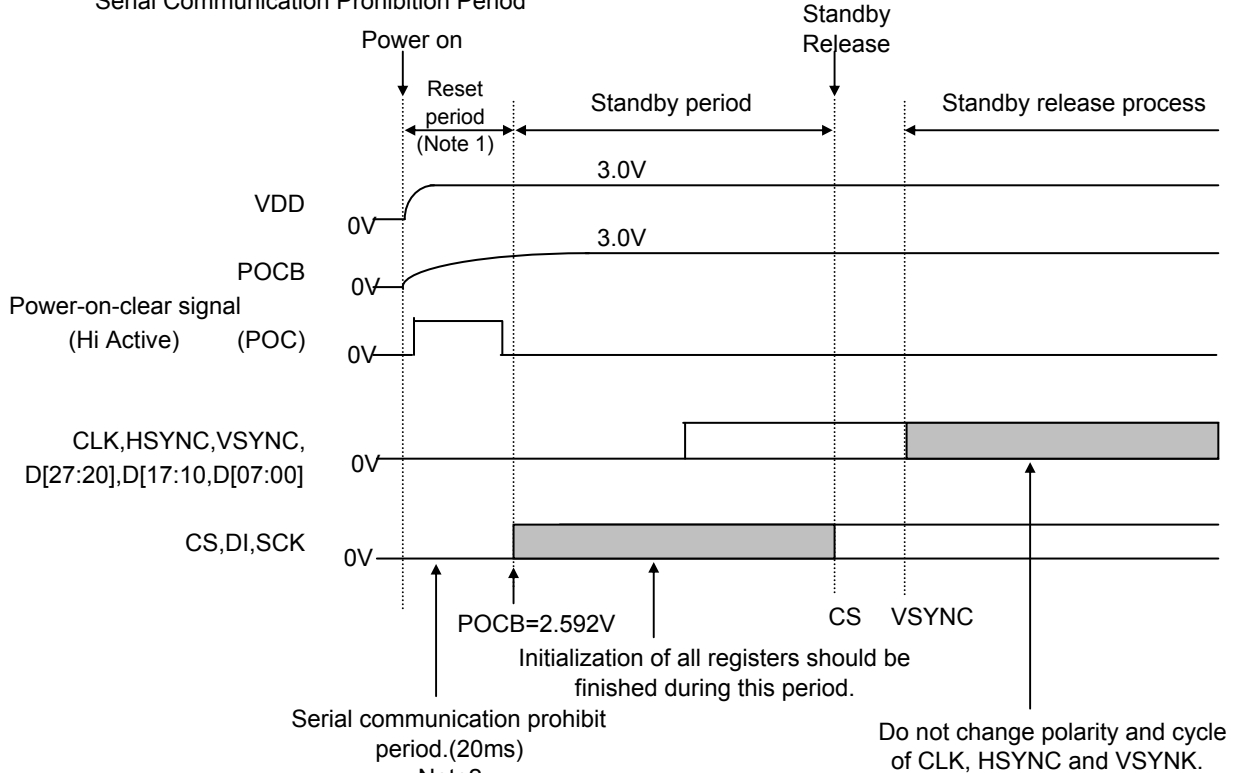 Serial Communication Prohibition Period
Power on
Standby
Release
Reset
period
(Note 1)
Standby period
Standby release process
VDD
0V
3.0V
POCB
0V
3.0V
Power-on-clear signal
(Hi Active)
(POC)
0V
CLK,HSYNC,VSYNC,
D[27:20],D[17:10,D[07:00]
0V
CS,DI,SCK
0V
POCB=2.592V
CS
VSYNC
Initialization of all registers should be
finished during this period.
Serial communication prohibit
period.(20ms)
Note2
Do not change polarity and cycle
of CLK, HSYNC and VSYNK.